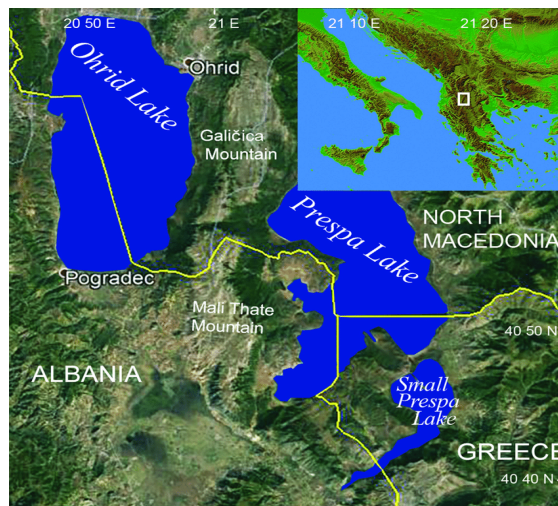 20 50 E
21 E
21 10 E
21 20 E
Ohrid Lake
Ohrid
Galičica
Mountain
Prespa Lake
NORTH
MACEDONIA
Pogradec
Mali Thate
Mountain
40 50 N
ALBANIA
Small
Prespa
Lake
GREECE
40 40 N